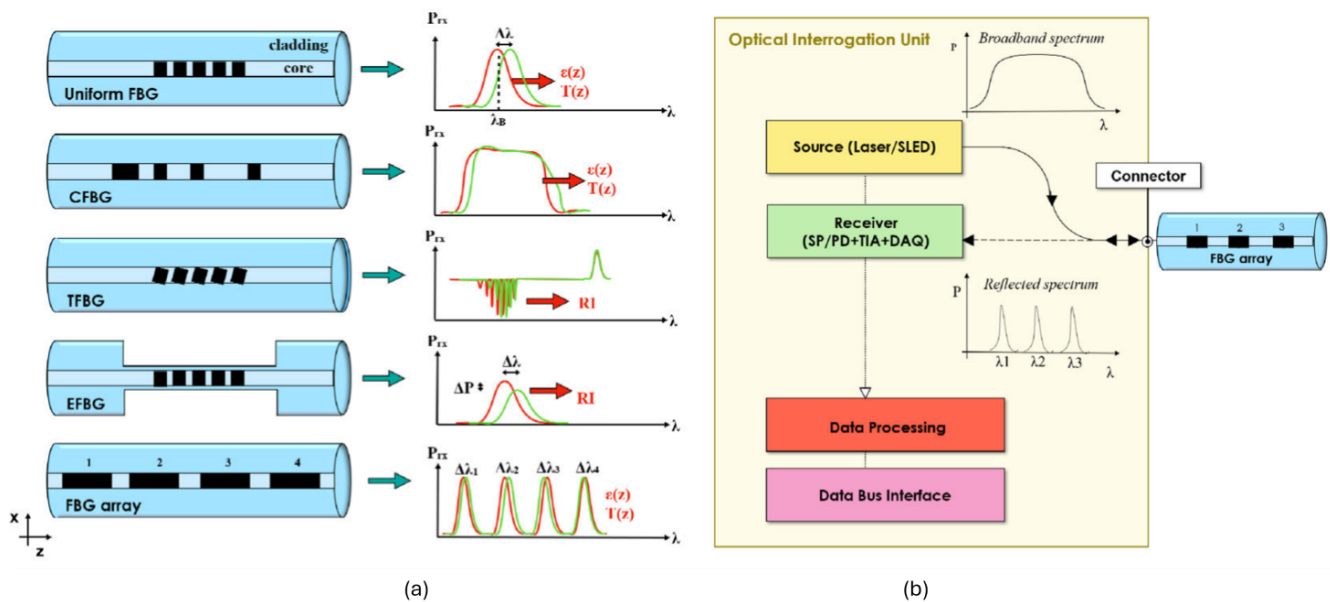 cladding
core
Uniform FBG
Prx
Δλ
ε(z)
T(z)
λB
λ
CFBG
Prx
ε(z)
T(z)
λ
TFBG
Prx
RI
λ
EFBG
Prx
Δλ
ΔP
RI
λ
1 2 3 4
FBG array
Prx
Δλ1 Δλ2 Δλ3 Δλ4
ε(z)
T(z)
λ
X
Z
(a)
Optical Interrogation Unit
P
Broadband spectrum
λ
Source (Laser/SLED)
Connector
Receiver
(SP/PD+TIA+DAQ)
1 2 3
FBG array
P
Reflected spectrum
λ1 λ2 λ3
λ
Data Processing
Data Bus Interface
(b)